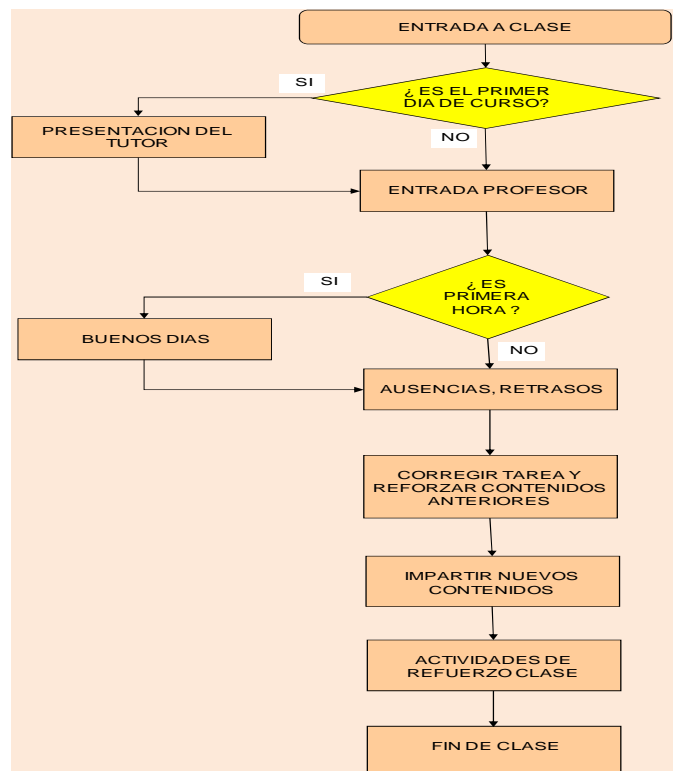 ENTRADA A CLASE
¿ ES EL PRIMER
DIA DE CURSO?
SI
PRESENTACION DEL
TUTOR
NO
ENTRADA PROFESOR
¿ ES
PRIMERA
HORA ?
SI
BUENOS DIAS
NO
AUSENCIAS, RETRASOS
CORREGIR TAREA Y
REFORZAR CONTENIDOS
ANTERIORES
IMPARTIR NUEVOS
CONTENIDOS
ACTIVIDADES DE
REFUERZO CLASE
FIN DE CLASE